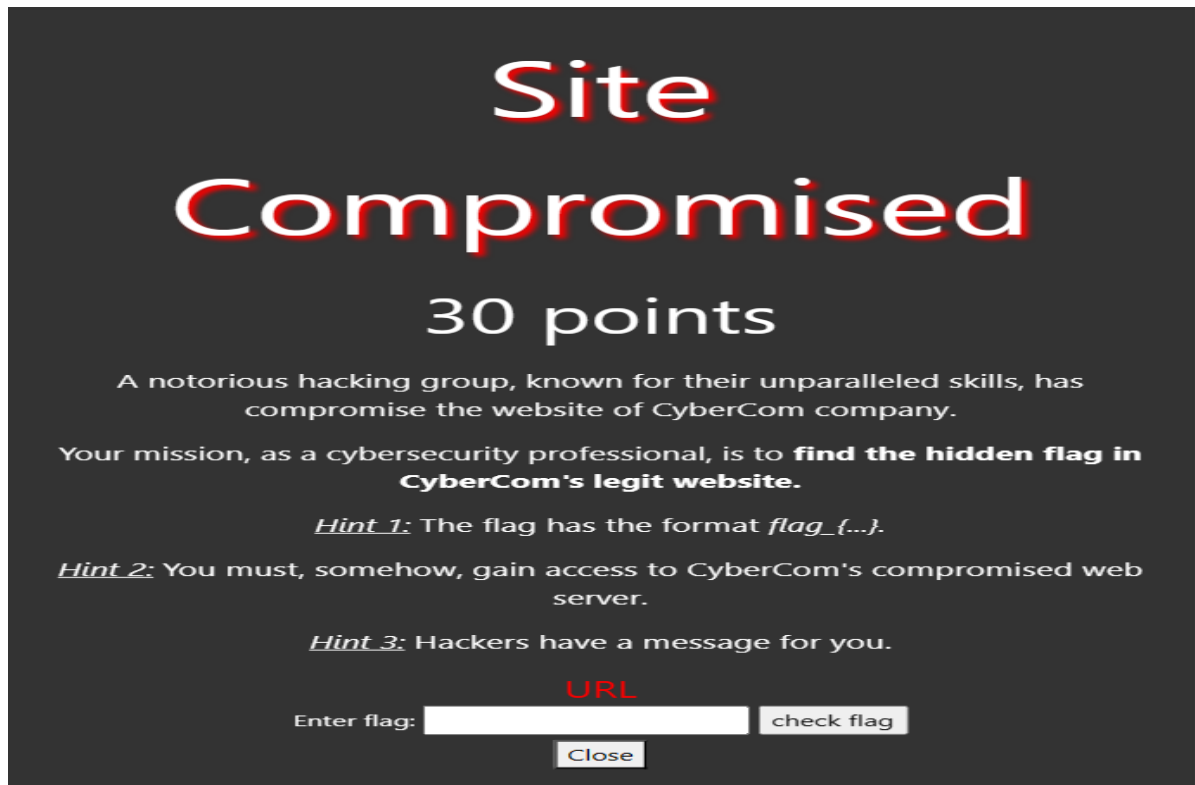 Site
Compromised
30 points
A notorious hacking group, known for their unparalleled skills, has
compromise the website of CyberCom company.
Your mission, as a cybersecurity professional, is to find the hidden flag in
CyberCom's legit website.
Hint 1: The flag has the format flag_{...}.
Hint 2: You must, somehow, gain access to CyberCom's compromised web
server.
Hint 3: Hackers have a message for you.
URL
Enter flag: check flag
Close